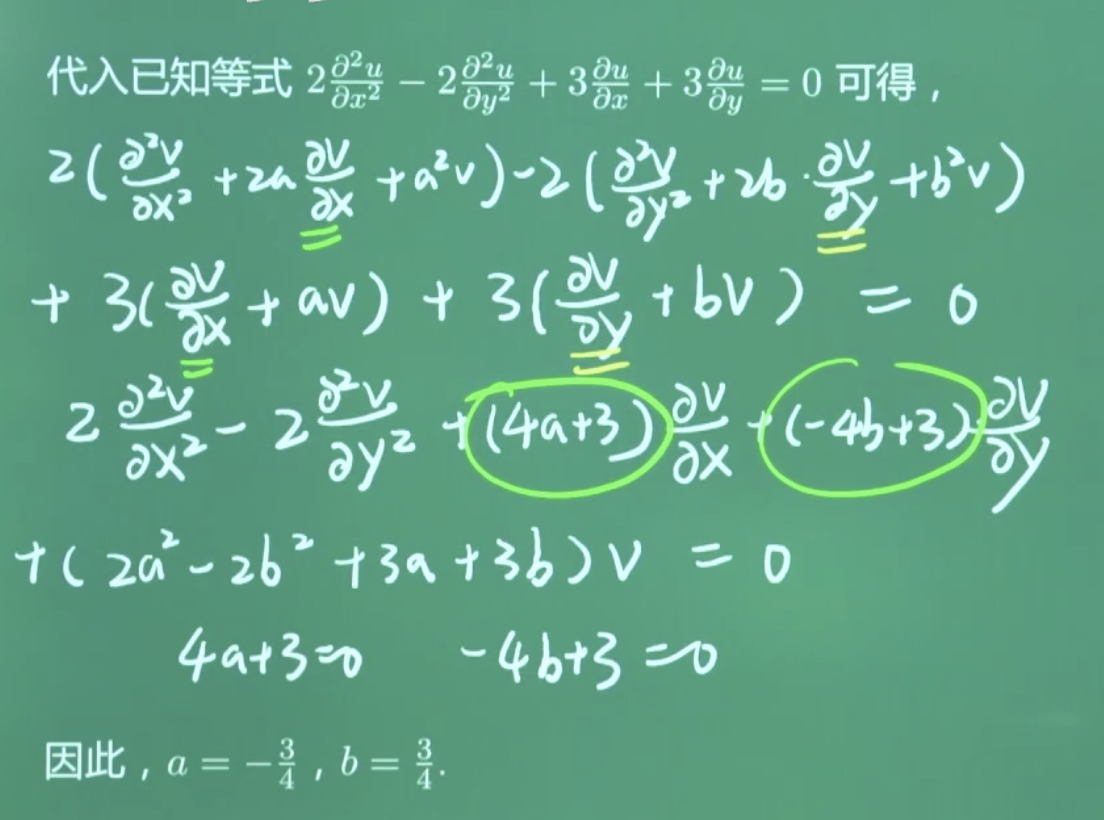 代入已知等式 $2\frac{\partial^2 u}{\partial x^2} - 2\frac{\partial^2 u}{\partial y^2} + 3\frac{\partial u}{\partial x} + 3\frac{\partial u}{\partial y} = 0$ 可得，
$2(\frac{\partial^2 v}{\partial x^2} + 2a\frac{\partial v}{\partial x} + a^2 v) - 2(\frac{\partial^2 v}{\partial y^2} + 2b \cdot \frac{\partial v}{\partial y} + b^2 v)$
$+ 3(\frac{\partial v}{\partial x} + av) + 3(\frac{\partial v}{\partial y} + bv) = 0$
$2\frac{\partial^2 v}{\partial x^2} - 2\frac{\partial^2 v}{\partial y^2} + (4a+3)\frac{\partial v}{\partial x} + (-4b+3)\frac{\partial v}{\partial y}$
$+ (2a^2 - 2b^2 + 3a + 3b)v = 0$
$4a+3=0 \quad -4b+3=0$
因此，$a = -\frac{3}{4}$，$b = \frac{3}{4}$.